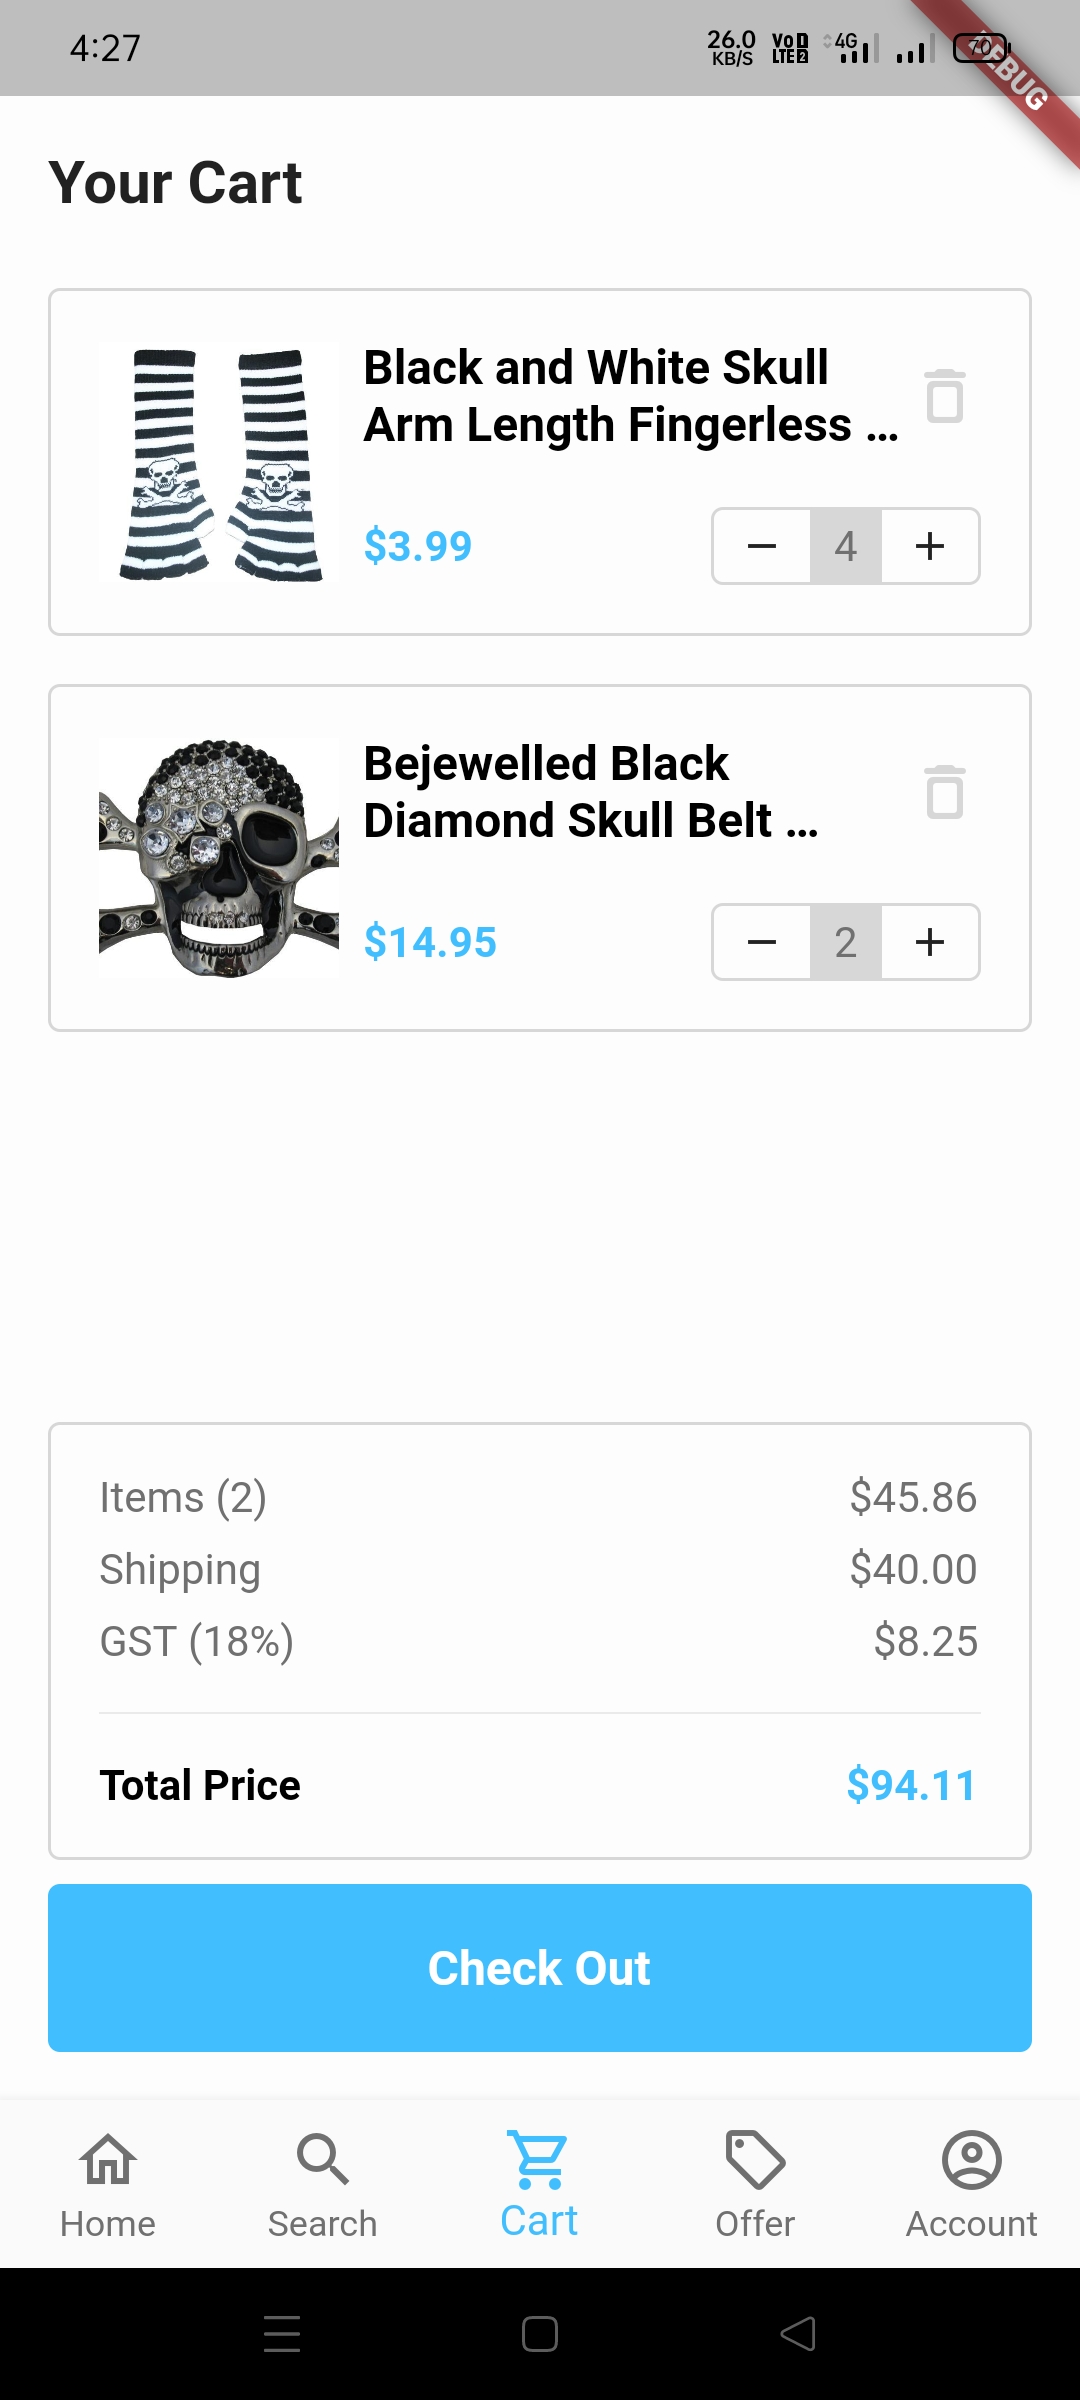 4:27
26.0
KB/S
VoD
LTE 2
4G
70
DEBUG
Your Cart
Black and White Skull
Arm Length Fingerless ...
$3.99
4
Bejewelled Black
Diamond Skull Belt ...
$14.95
2
Items (2)
$45.86
Shipping
$40.00
GST (18%)
$8.25
Total Price
$94.11
Check Out
Home
Search
Cart
Offer
Account